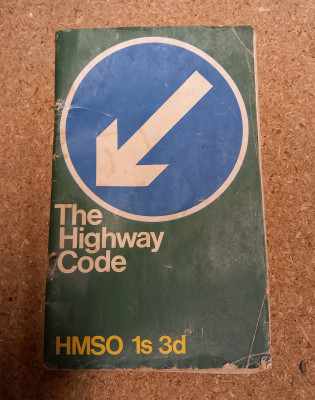 The
Highway
Code
HMSO 1s 3d